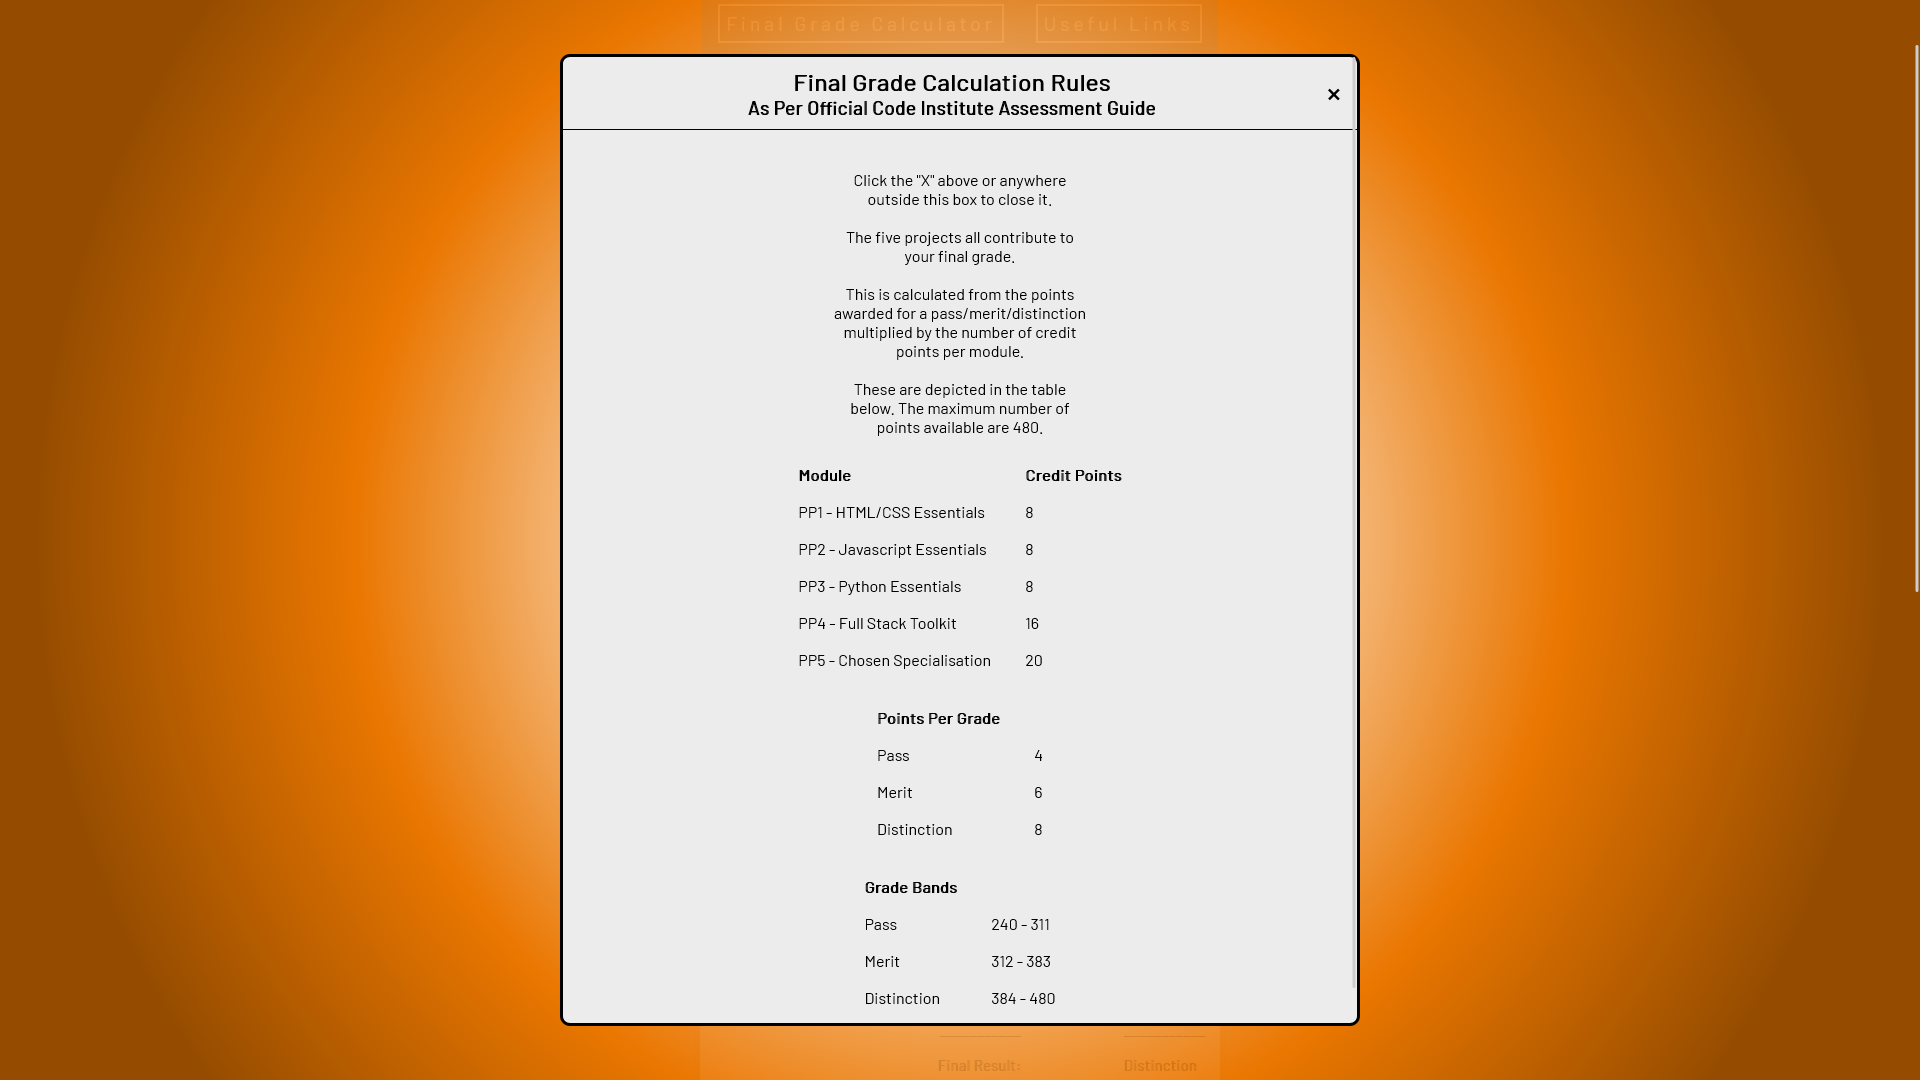 Final Grade Calculator Useful Links
Final Grade Calculation Rules
As Per Official Code Institute Assessment Guide
×
Click the "X" above or anywhere
outside this box to close it.
The five projects all contribute to
your final grade.
This is calculated from the points
awarded for a pass/merit/distinction
multiplied by the number of credit
points per module.
These are depicted in the table
below. The maximum number of
points available are 480.
Module Credit Points
PP1 - HTML/CSS Essentials 8
PP2 - Javascript Essentials 8
PP3 - Python Essentials 8
PP4 - Full Stack Toolkit 16
PP5 - Chosen Specialisation 20
Points Per Grade
Pass 4
Merit 6
Distinction 8
Grade Bands
Pass 240 - 311
Merit 312 - 383
Distinction 384 - 480
Final Result: Distinction